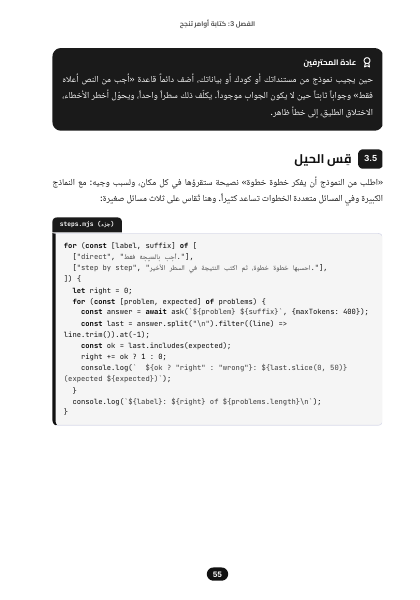 الفصل 3: كتابة أوامر تنجح
عادة المحترفين
حين يجيب نموذج من مستنداتك أو كودك أو بياناتك، أضف دائماً قاعدة «أجب من النص أعلاه
فقط» وجواباً ثابتاً حين لا يكون الجواب موجوداً. يكلّف ذلك سطراً واحداً، ويحوّل أخطر الأخطاء،
الاختلاق الطليق، إلى خطأ ظاهر.
3.5 قِس الحيل
«اطلب من النموذج أن يفكر خطوة خطوة» نصيحة ستقرؤها في كل مكان، ولسبب وجيه: مع النماذج
الكبيرة وفي المسائل متعددة الخطوات تساعد كثيراً. وهنا تُقاس على ثلاث مسائل صغيرة:
steps.mjs (جزء)
for (const [label, suffix] of [
["direct", "أجب بالنتيجة فقط."],
["step by step", "احسبها خطوة خطوة، ثم اكتب النتيجة في السطر الأخير."],
]) {
let right = 0;
for (const [problem, expected] of problems) {
const answer = await ask(`${problem} ${suffix}`, {maxTokens: 400});
const last = answer.split("\n").filter((line) =>
line.trim()).at(-1);
const ok = last.includes(expected);
right += ok ? 1 : 0;
console.log(`  ${ok ? "right" : "wrong"}: ${last.slice(0, 50)}
(expected ${expected})`);
}
console.log(`${label}: ${right} of ${problems.length}\n`);
}
55